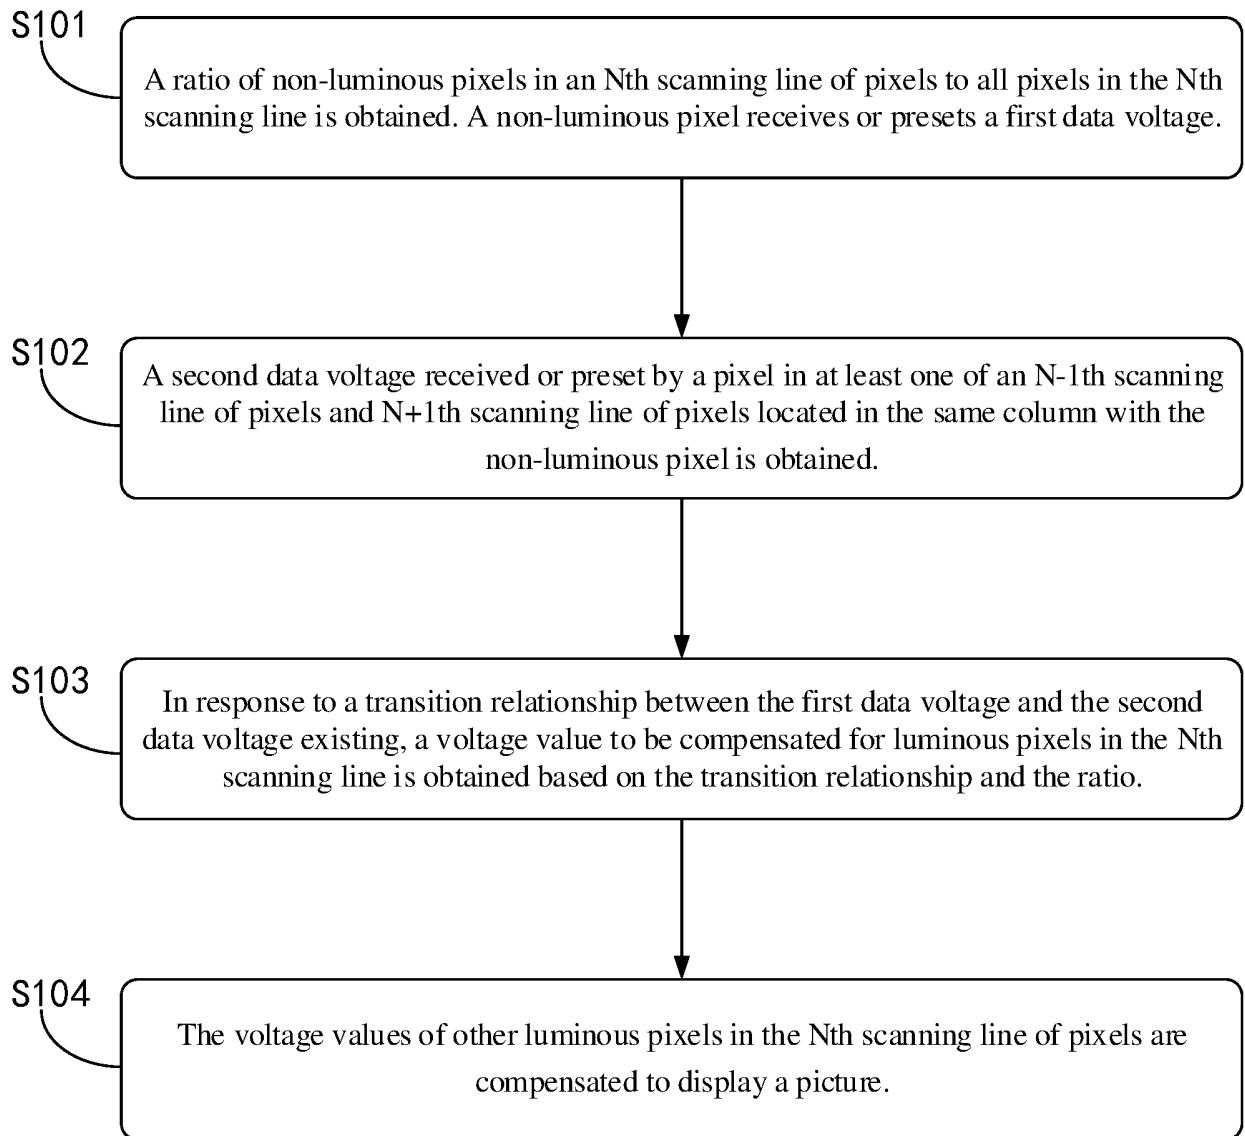 S101
A ratio of non-luminous pixels in an Nth scanning line of pixels to all pixels in the Nth
scanning line is obtained. A non-luminous pixel receives or presets a first data voltage.
S102
A second data voltage received or preset by a pixel in at least one of an N-1th scanning
line of pixels and N+1th scanning line of pixels located in the same column with the
non-luminous pixel is obtained.
S103
In response to a transition relationship between the first data voltage and the second
data voltage existing, a voltage value to be compensated for luminous pixels in the Nth
scanning line is obtained based on the transition relationship and the ratio.
S104
The voltage values of other luminous pixels in the Nth scanning line of pixels are
compensated to display a picture.